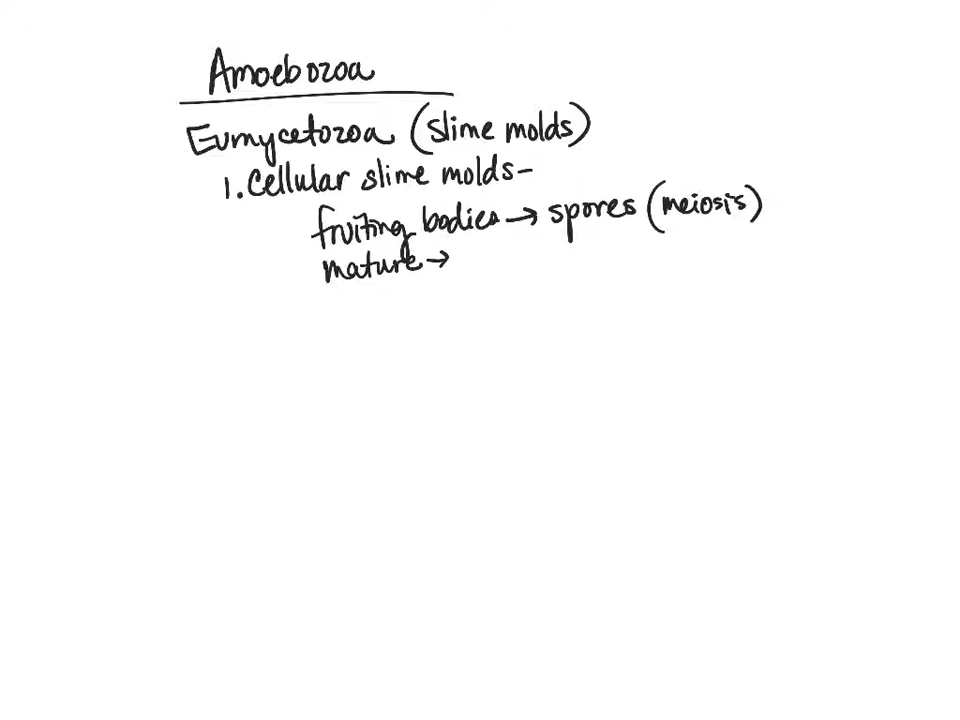 Amoebozoa
Eumycetozoa (slime molds)
1. Cellular slime molds-
fruiting bodies → spores (meiosis)
mature →